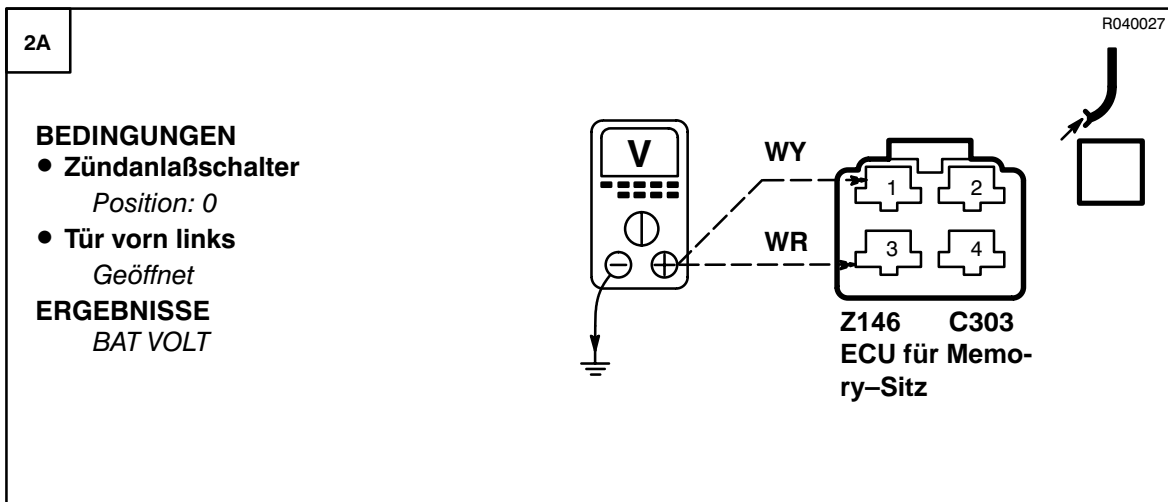 2A
R040027
BEDINGUNGEN
● Zündanlaßschalter
Position: 0
● Tür vorn links
Geöffnet
ERGEBNISSE
BAT VOLT
V
WY
WR
1
2
3
4
Z146 C303
ECU für Memo-
ry–Sitz